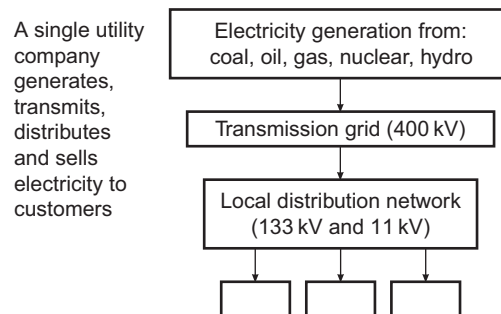 A single utility
company
generates,
transmits,
distributes
and sells
electricity to
customers
Electricity generation from:
coal, oil, gas, nuclear, hydro
Transmission grid (400 kV)
Local distribution network
(133 kV and 11 kV)